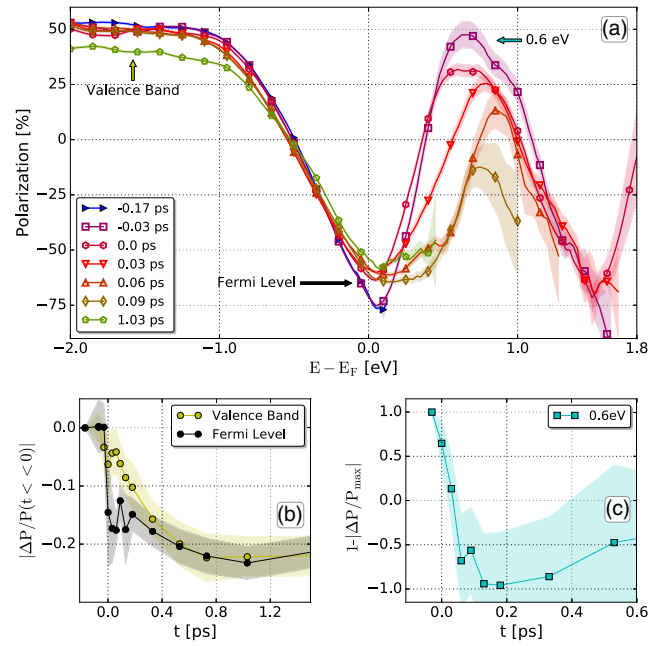 (a)
50
25
0
−25
−50
−75
Polarization [%]
Valence Band
0.6 eV
Fermi Level
-0.17 ps
-0.03 ps
0.0 ps
0.03 ps
0.06 ps
0.09 ps
1.03 ps
−2.0 −1.0 0.0 1.0 1.8
E − E_F [eV]
(b)
Valence Band
Fermi Level
0.0
−0.1
−0.2
|ΔP/P(t < <0)|
0.0 0.4 0.8 1.2
t [ps]
(c)
0.6eV
1.0
0.5
0.0
−0.5
−1.0
1-|ΔP/P_max|
0.0 0.2 0.4 0.6
t [ps]